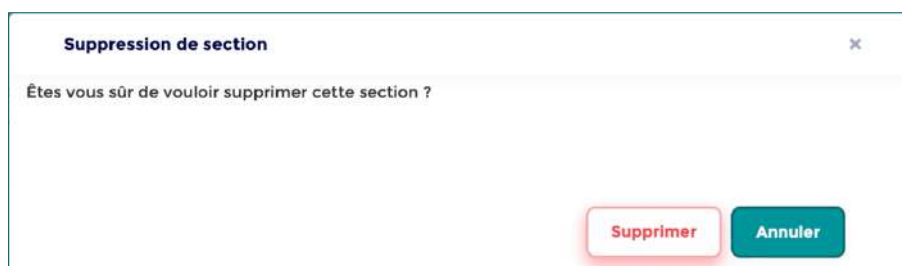 Suppression de section
Êtes vous sûr de vouloir supprimer cette section ?
Supprimer
Annuler